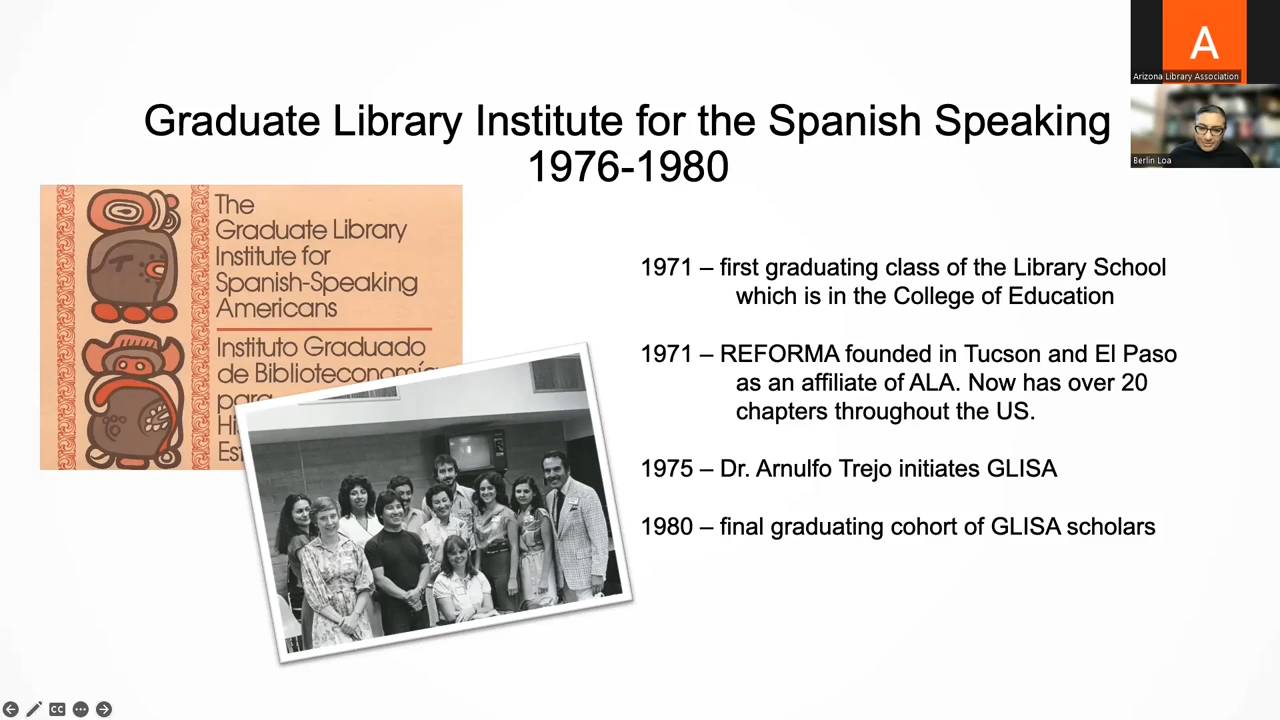 A
Arizona Library Association
Berlin Loa
Graduate Library Institute for the Spanish Speaking
1976-1980
The
Graduate Library
Institute for
Spanish-Speaking
Americans
Instituto Graduado
de Biblioteconomía
para
1971 – first graduating class of the Library School
which is in the College of Education
1971 – REFORMA founded in Tucson and El Paso
as an affiliate of ALA. Now has over 20
chapters throughout the US.
1975 – Dr. Arnulfo Trejo initiates GLISA
1980 – final graduating cohort of GLISA scholars
CC